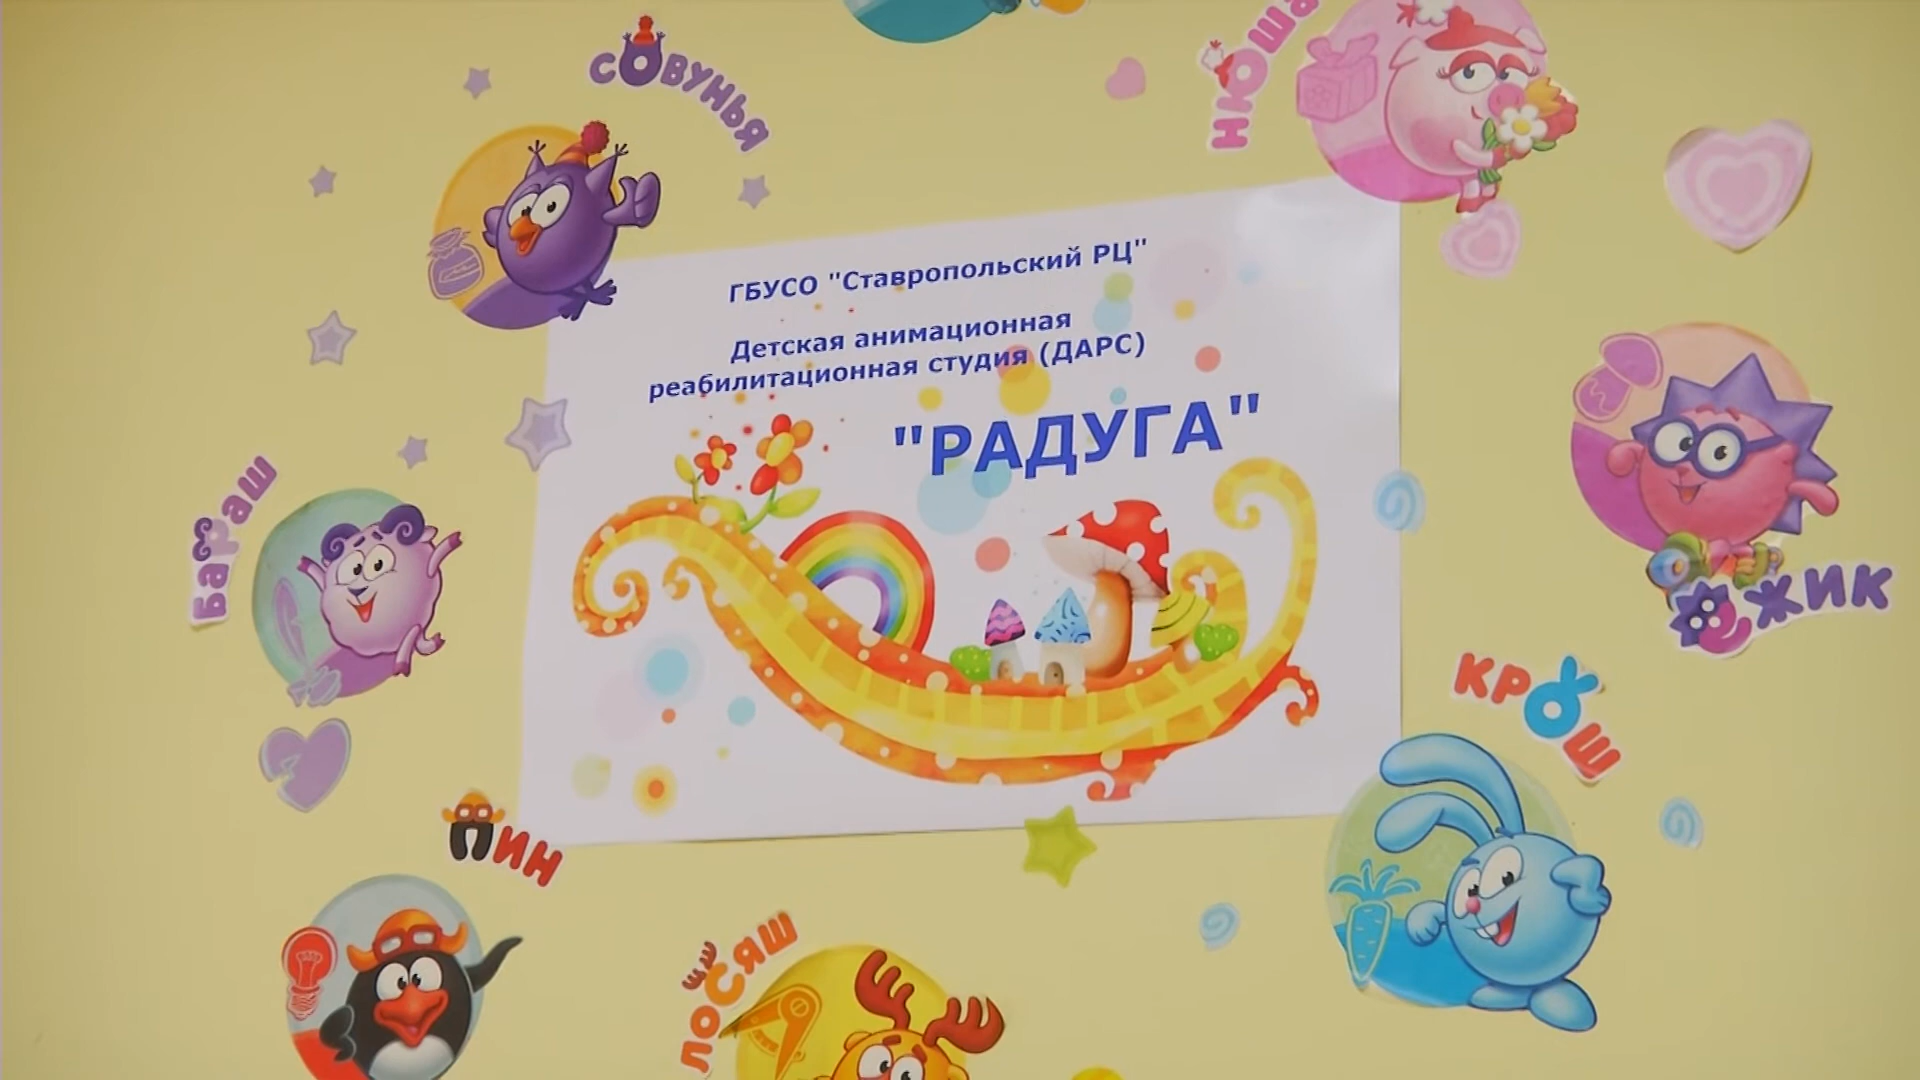 СОВУНЬЯ
НЮША
ГБУСО "Ставропольский РЦ"
Детская анимационная
реабилитационная студия (ДАРС)
"РАДУГА"
БАРАШ
ЁЖИК
КРОШ
ПИН
ЛОСЯШ